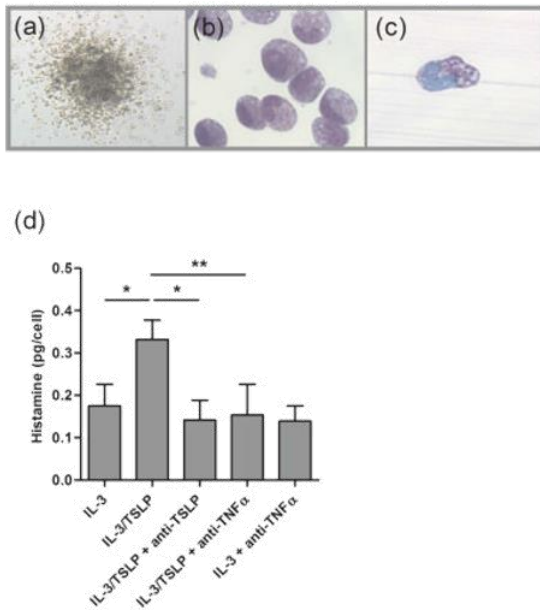 (a)
(b)
(c)
(d)
0.5
0.4
0.3
0.2
0.1
0.0
Histamine (pg/cell)
*
*
**
IL-3
IL-3/TSLP
IL-3/TSLP + anti-TSLP
IL-3/TSLP + anti-TNFα
IL-3 + anti-TNFα